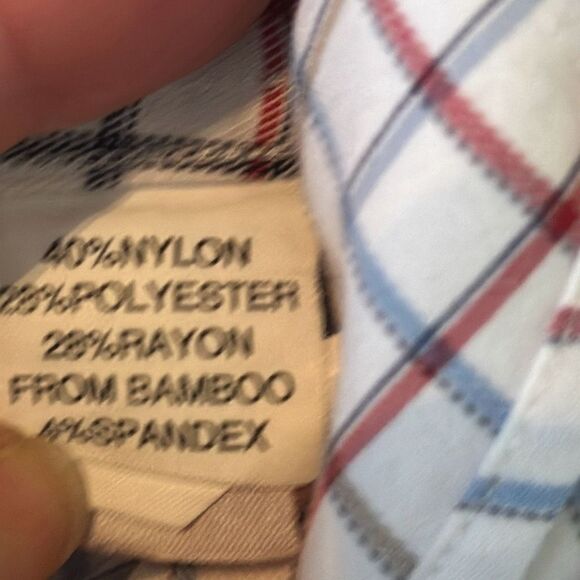 40%NYLON
28%POLYESTER
28%RAYON
FROM BAMBOO
4%SPANDEX